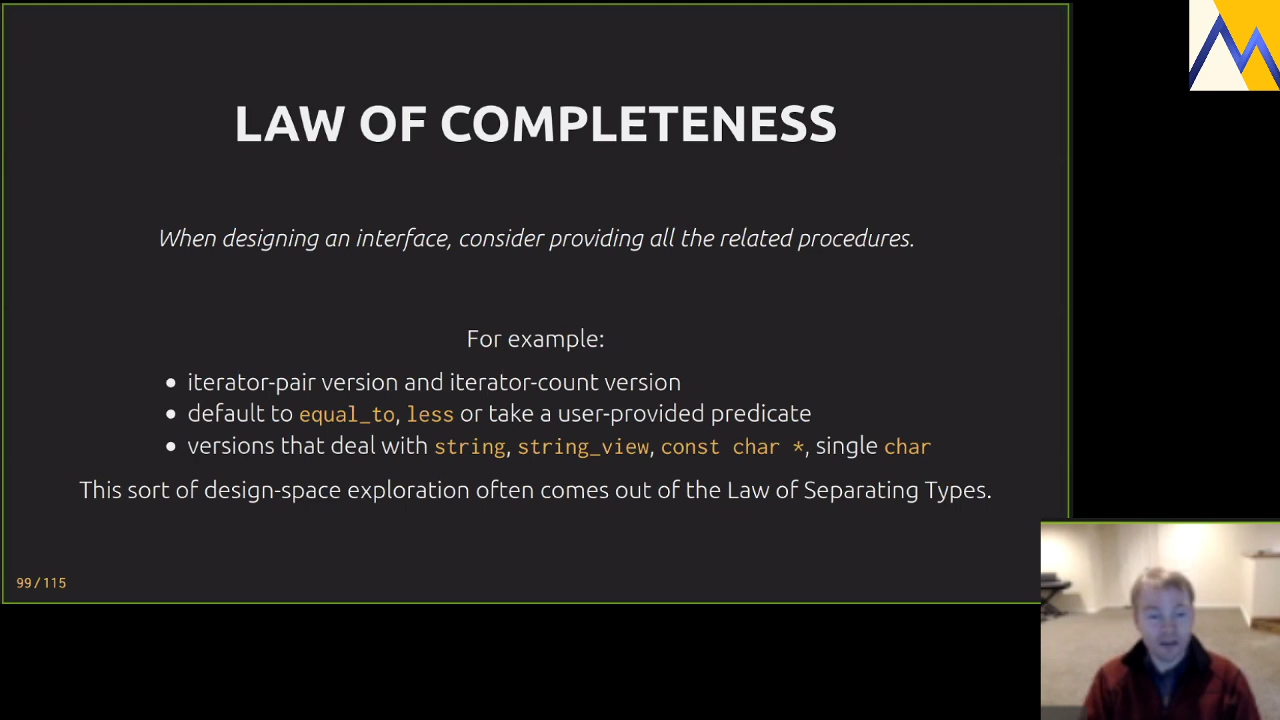 LAW OF COMPLETENESS
When designing an interface, consider providing all the related procedures.
For example:
• iterator-pair version and iterator-count version
• default to equal_to, less or take a user-provided predicate
• versions that deal with string, string_view, const char *, single char
This sort of design-space exploration often comes out of the Law of Separating Types.
99/115